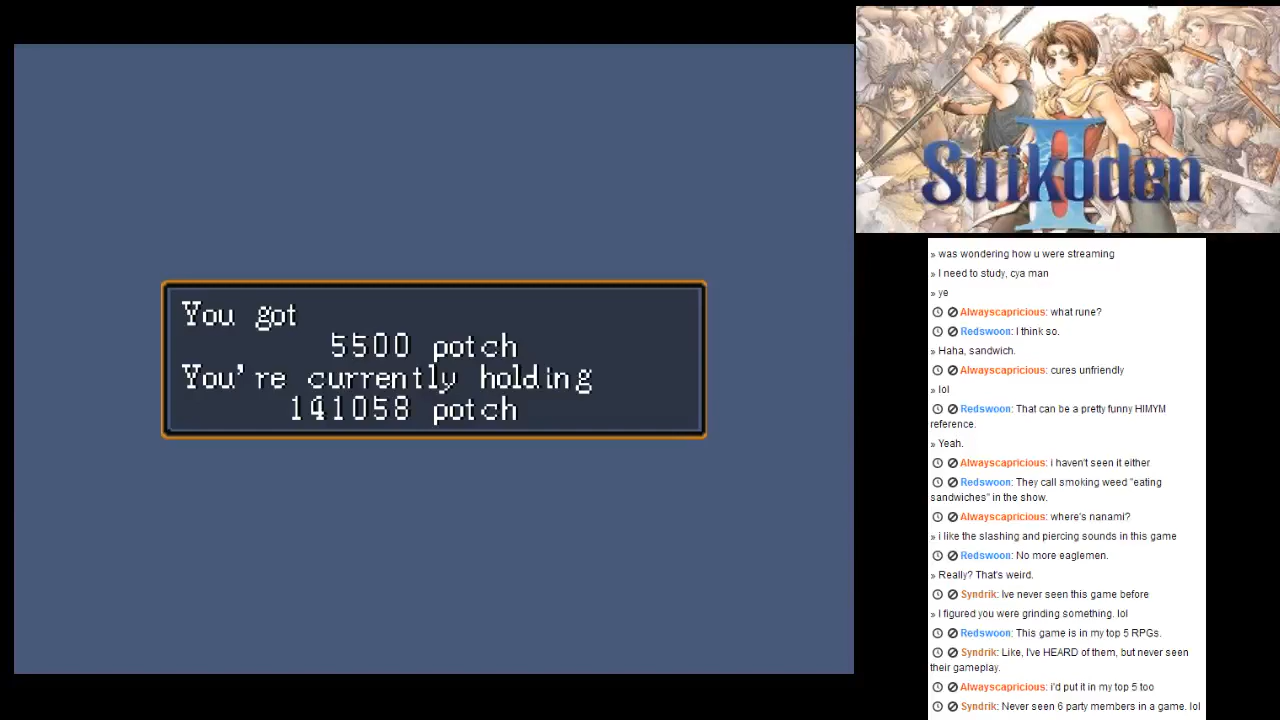 You got
5500 potch
You're currently holding
141058 potch
Suikoden
II
» was wondering how u were streaming
» I need to study, cya man
» ye
Alwayscapricious: what rune?
Redswoon: I think so.
» Haha, sandwich.
Alwayscapricious: cures unfriendly
» lol
Redswoon: That can be a pretty funny HIMYM
reference.
» Yeah.
Alwayscapricious: i haven't seen it either
Redswoon: They call smoking weed "eating
sandwiches" in the show.
Alwayscapricious: where's nanami?
» i like the slashing and piercing sounds in this game
Redswoon: No more eaglemen.
» Really? That's weird.
Syndrik: Ive never seen this game before
» I figured you were grinding something. lol
Redswoon: This game is in my top 5 RPGs.
Syndrik: Like, I've HEARD of them, but never seen
their gameplay.
Alwayscapricious: i'd put it in my top 5 too
Syndrik: Never seen 6 party members in a game. lol